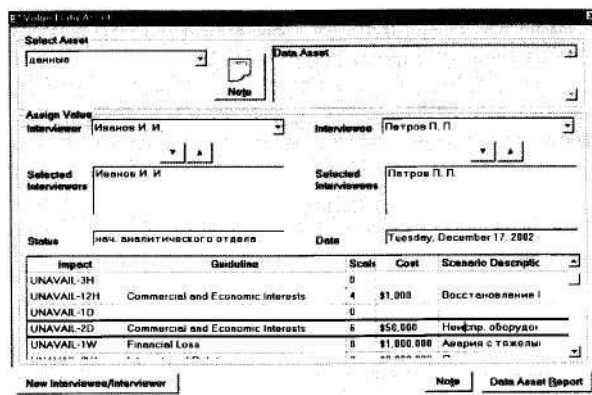 Value Data Asset
Select Asset
данные
Note
Data Asset
Assign Value
Interviewer
Иванов И. И.
Interviewee
Петров П. П.
Selected Interviewers
Иванов И. И
Selected Interviewees
Петров П. П.
Status
нач. аналитического отдела
Date
Tuesday, December 17, 2002
Impact Guideline Scale Cost Scenario Descriptic
UNAVAIL-3H 0
UNAVAIL-12H Commercial and Economic Interests 4 $1,000 Восстановление
UNAVAIL-1D 0
UNAVAIL-2D Commercial and Economic Interests 6 $50,000 Неиспр. оборудо
UNAVAIL-1W Financial Loss 8 $1,000,000 Авария с тяжелы
New Interviewee/Interviewer
Note
Data Asset Report